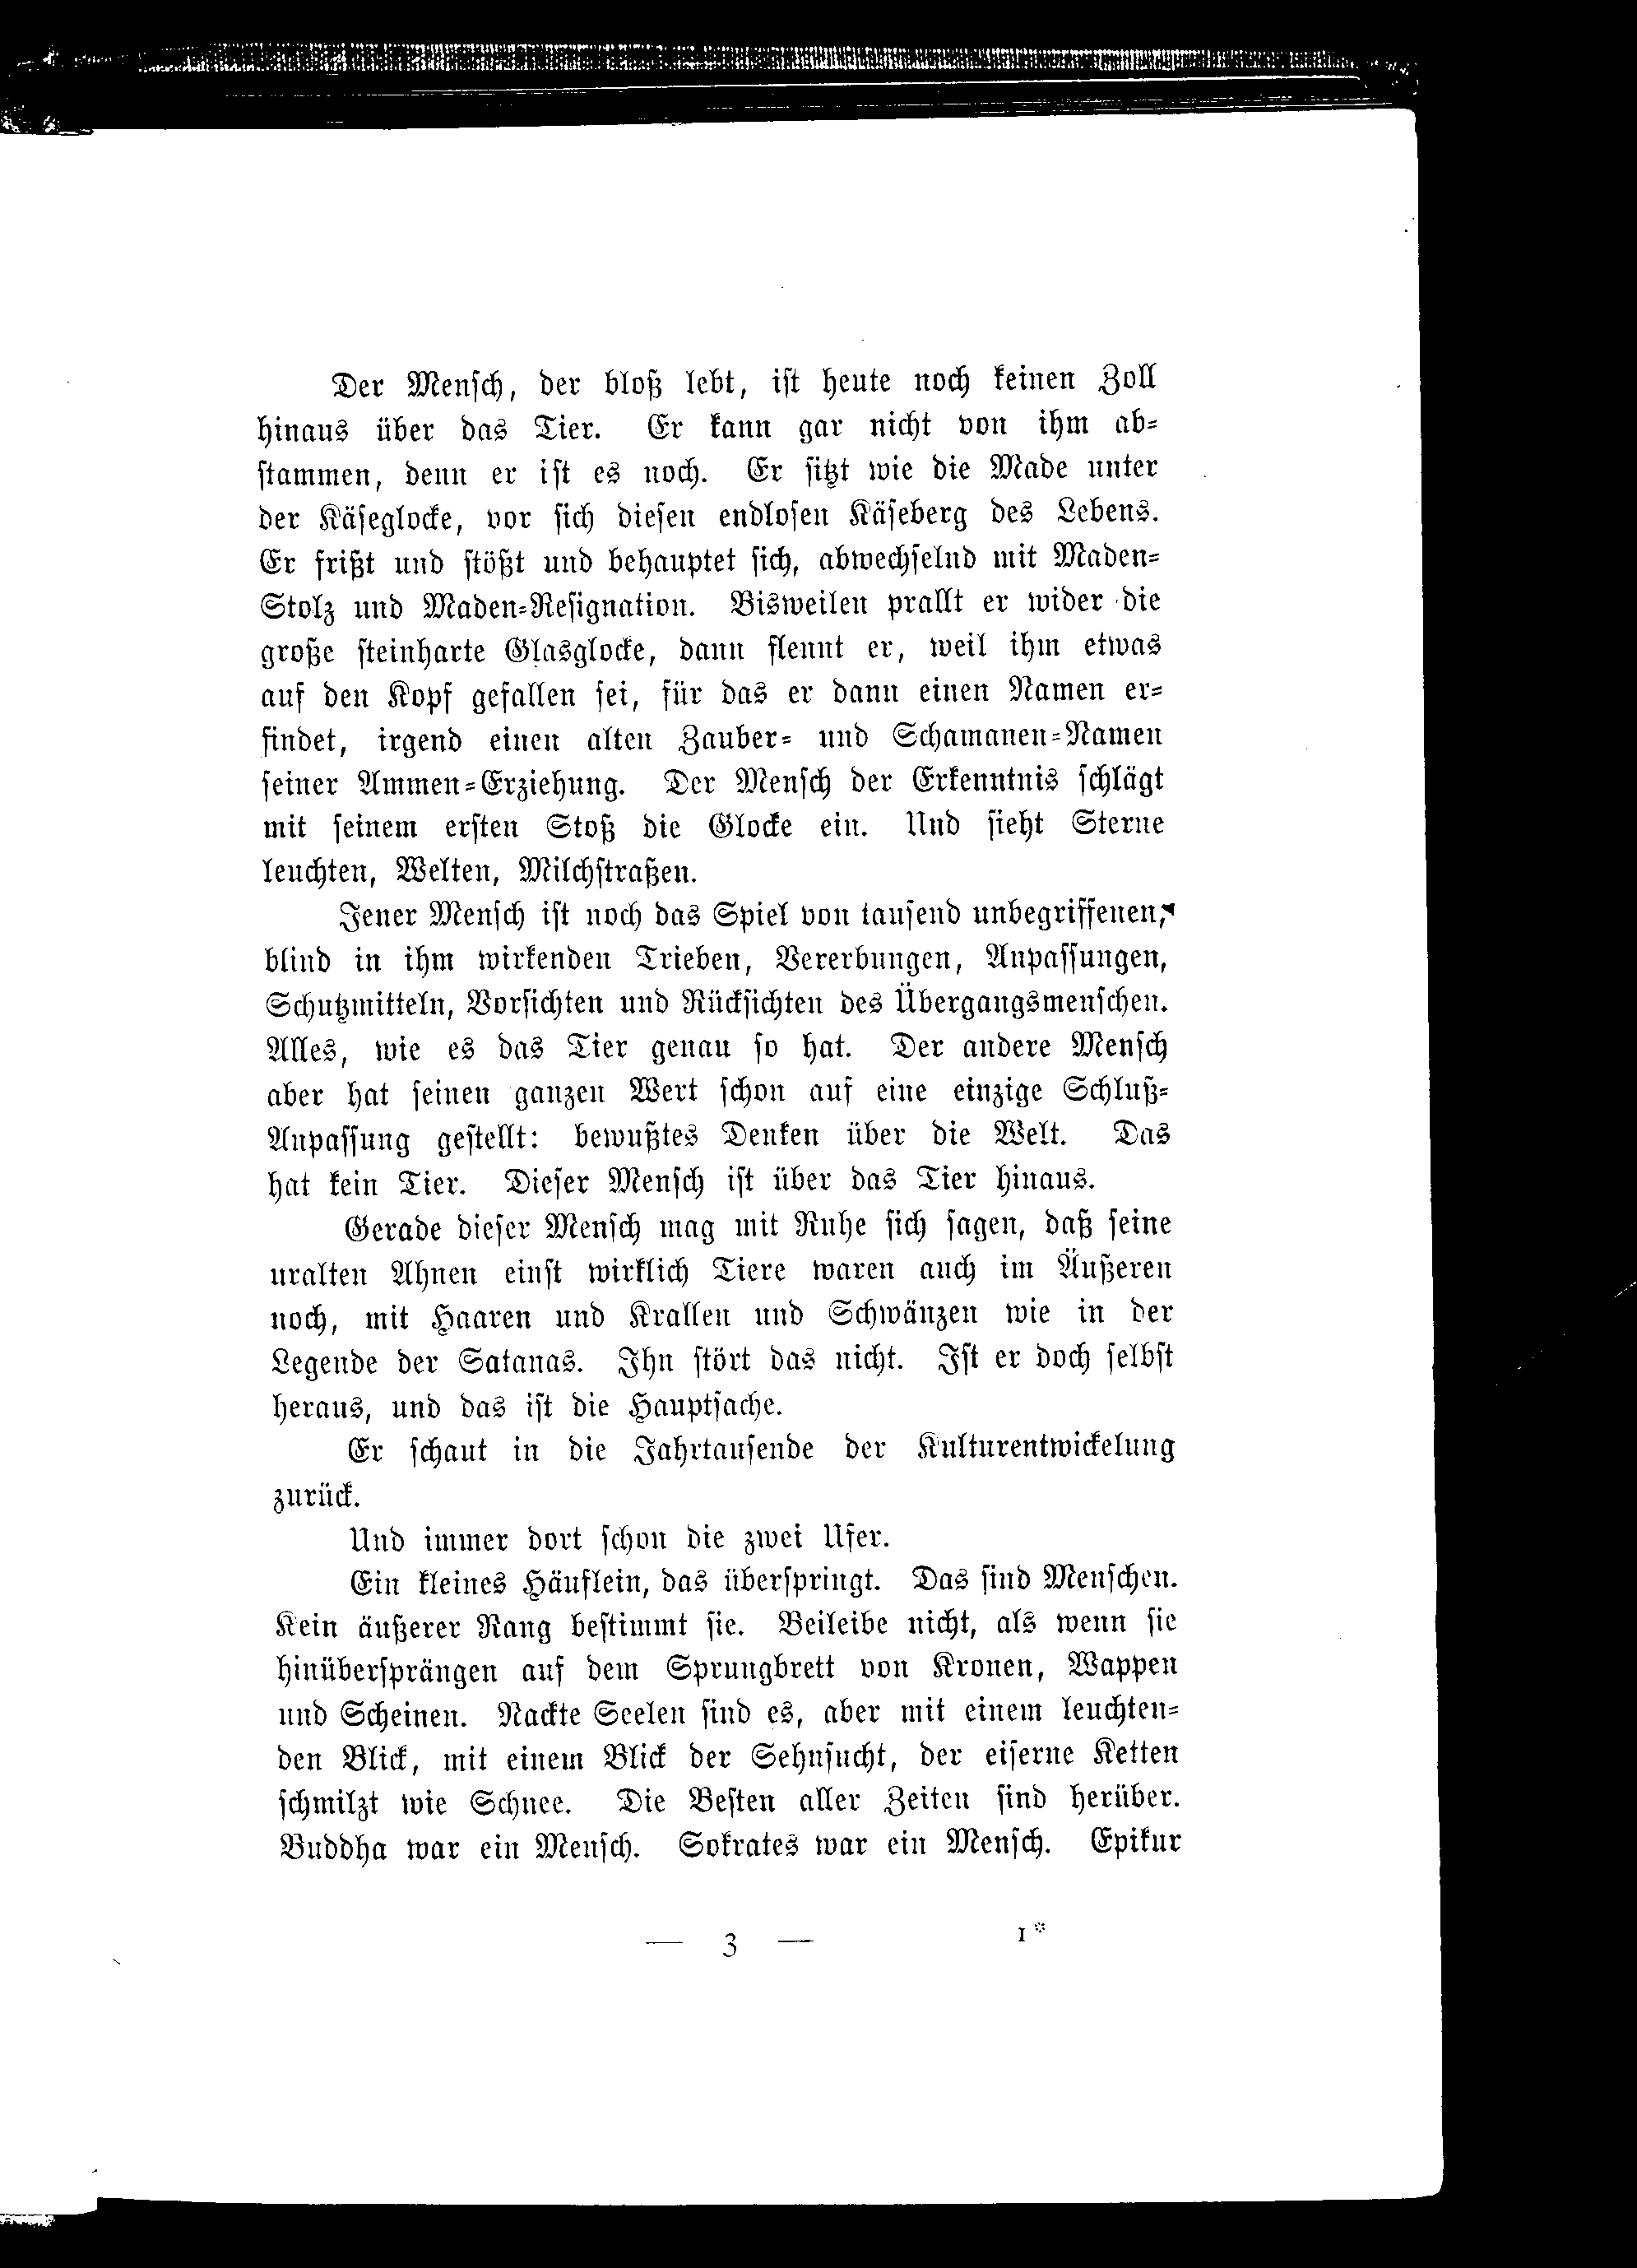 Der Mensch, der bloß lebt, ist heute noch keinen Zoll
hinaus über das Tier. Er kann gar nicht von ihm ab-
stammen, denn er ist es noch. Er sitzt wie die Made unter
der Käseglocke, vor sich diesen endlosen Käseberg des Lebens.
Er frißt und stößt und behauptet sich, abwechselnd mit Maden-
Stolz und Maden-Resignation. Bisweilen prallt er wider die
große steinharte Glasglocke, dann flennt er, weil ihm etwas
auf den Kopf gefallen sei, für das er dann einen Namen er-
findet, irgend einen alten Zauber- und Schamanen-Namen
seiner Ammen-Erziehung. Der Mensch der Erkenntnis schlägt
mit seinem ersten Stoß die Glocke ein. Und sieht Sterne
leuchten, Welten, Milchstraßen.
Jener Mensch ist noch das Spiel von tausend unbegriffenen,
blind in ihm wirkenden Trieben, Vererbungen, Anpassungen,
Schutzmitteln, Vorsichten und Rücksichten des Übergangsmenschen.
Alles, wie es das Tier genau so hat. Der andere Mensch
aber hat seinen ganzen Wert schon auf eine einzige Schluß-
Anpassung gestellt: bewußtes Denken über die Welt. Das
hat kein Tier. Dieser Mensch ist über das Tier hinaus.
Gerade dieser Mensch mag mit Ruhe sich sagen, daß seine
uralten Ahnen einst wirklich Tiere waren auch im Äußeren
noch, mit Haaren und Krallen und Schwänzen wie in der
Legende der Satanas. Ihn stört das nicht. Ist er doch selbst
heraus, und das ist die Hauptsache.
Er schaut in die Jahrtausende der Kulturentwickelung
zurück.
Und immer dort schon die zwei Ufer.
Ein kleines Häuflein, das überspringt. Das sind Menschen.
Kein äußerer Rang bestimmt sie. Beileibe nicht, als wenn sie
hinübersprängen auf dem Sprungbrett von Kronen, Wappen
und Scheinen. Nackte Seelen sind es, aber mit einem leuchten-
den Blick, mit einem Blick der Sehnsucht, der eiserne Ketten
schmilzt wie Schnee. Die Besten aller Zeiten sind herüber.
Buddha war ein Mensch. Sokrates war ein Mensch. Epikur
— 3 — 1*